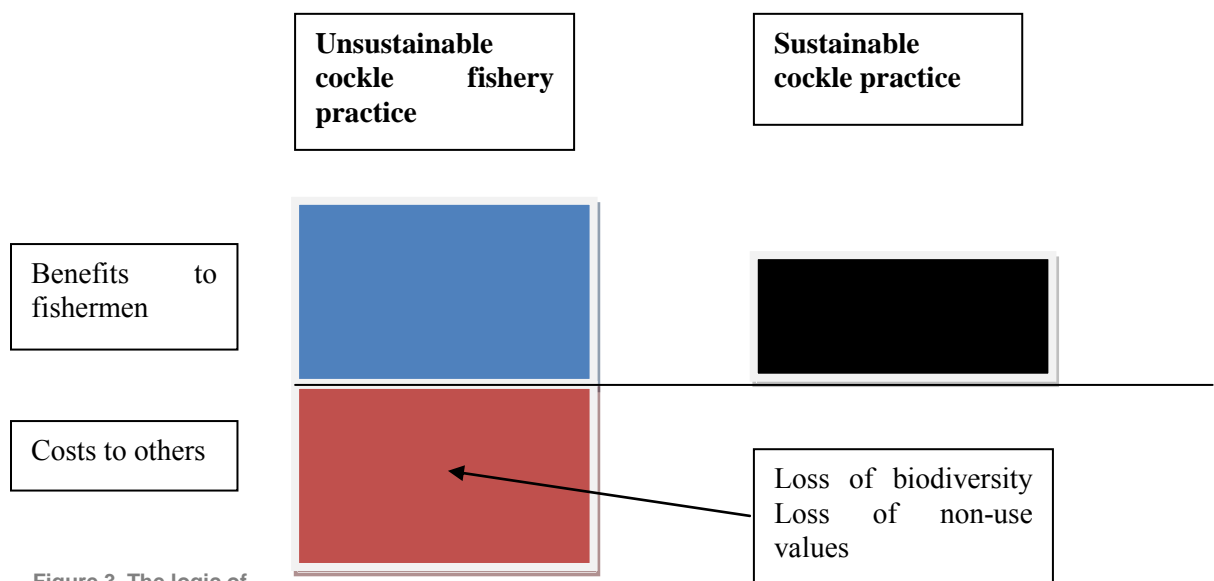 Unsustainable
cockle fishery
practice
Sustainable
cockle practice
Benefits to
fishermen
Costs to others
Loss of biodiversity
Loss of non-use
values
Figure 3. The logic of